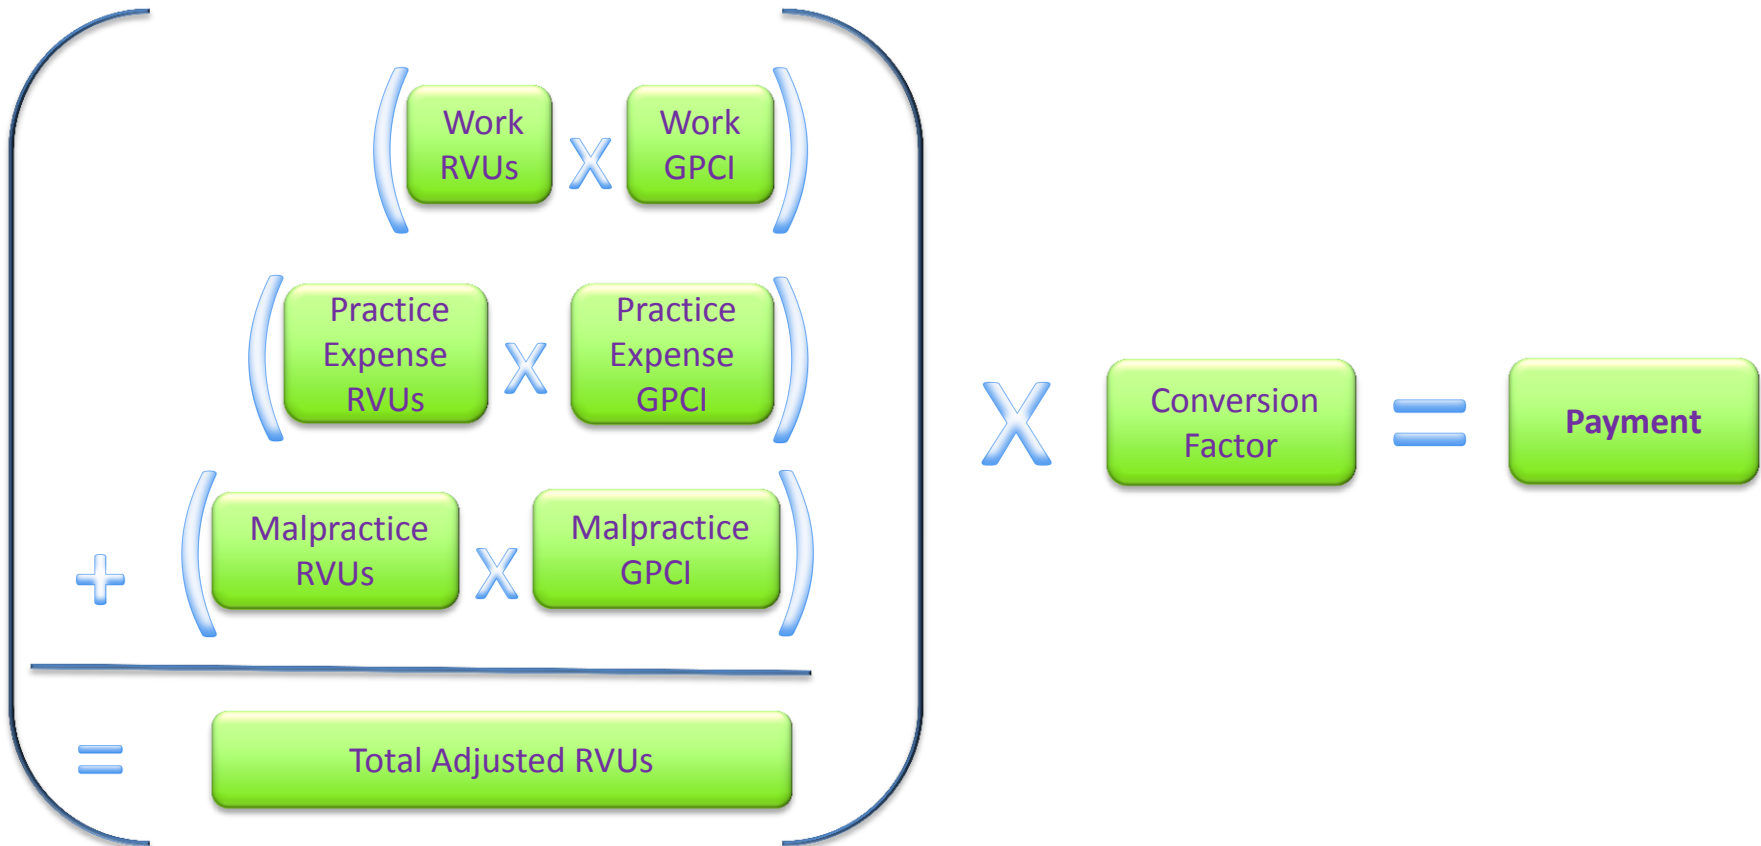 ( Work RVUs X Work GPCI )
( Practice Expense RVUs X Practice Expense GPCI )
+ ( Malpractice RVUs X Malpractice GPCI )
= Total Adjusted RVUs
X Conversion Factor = Payment